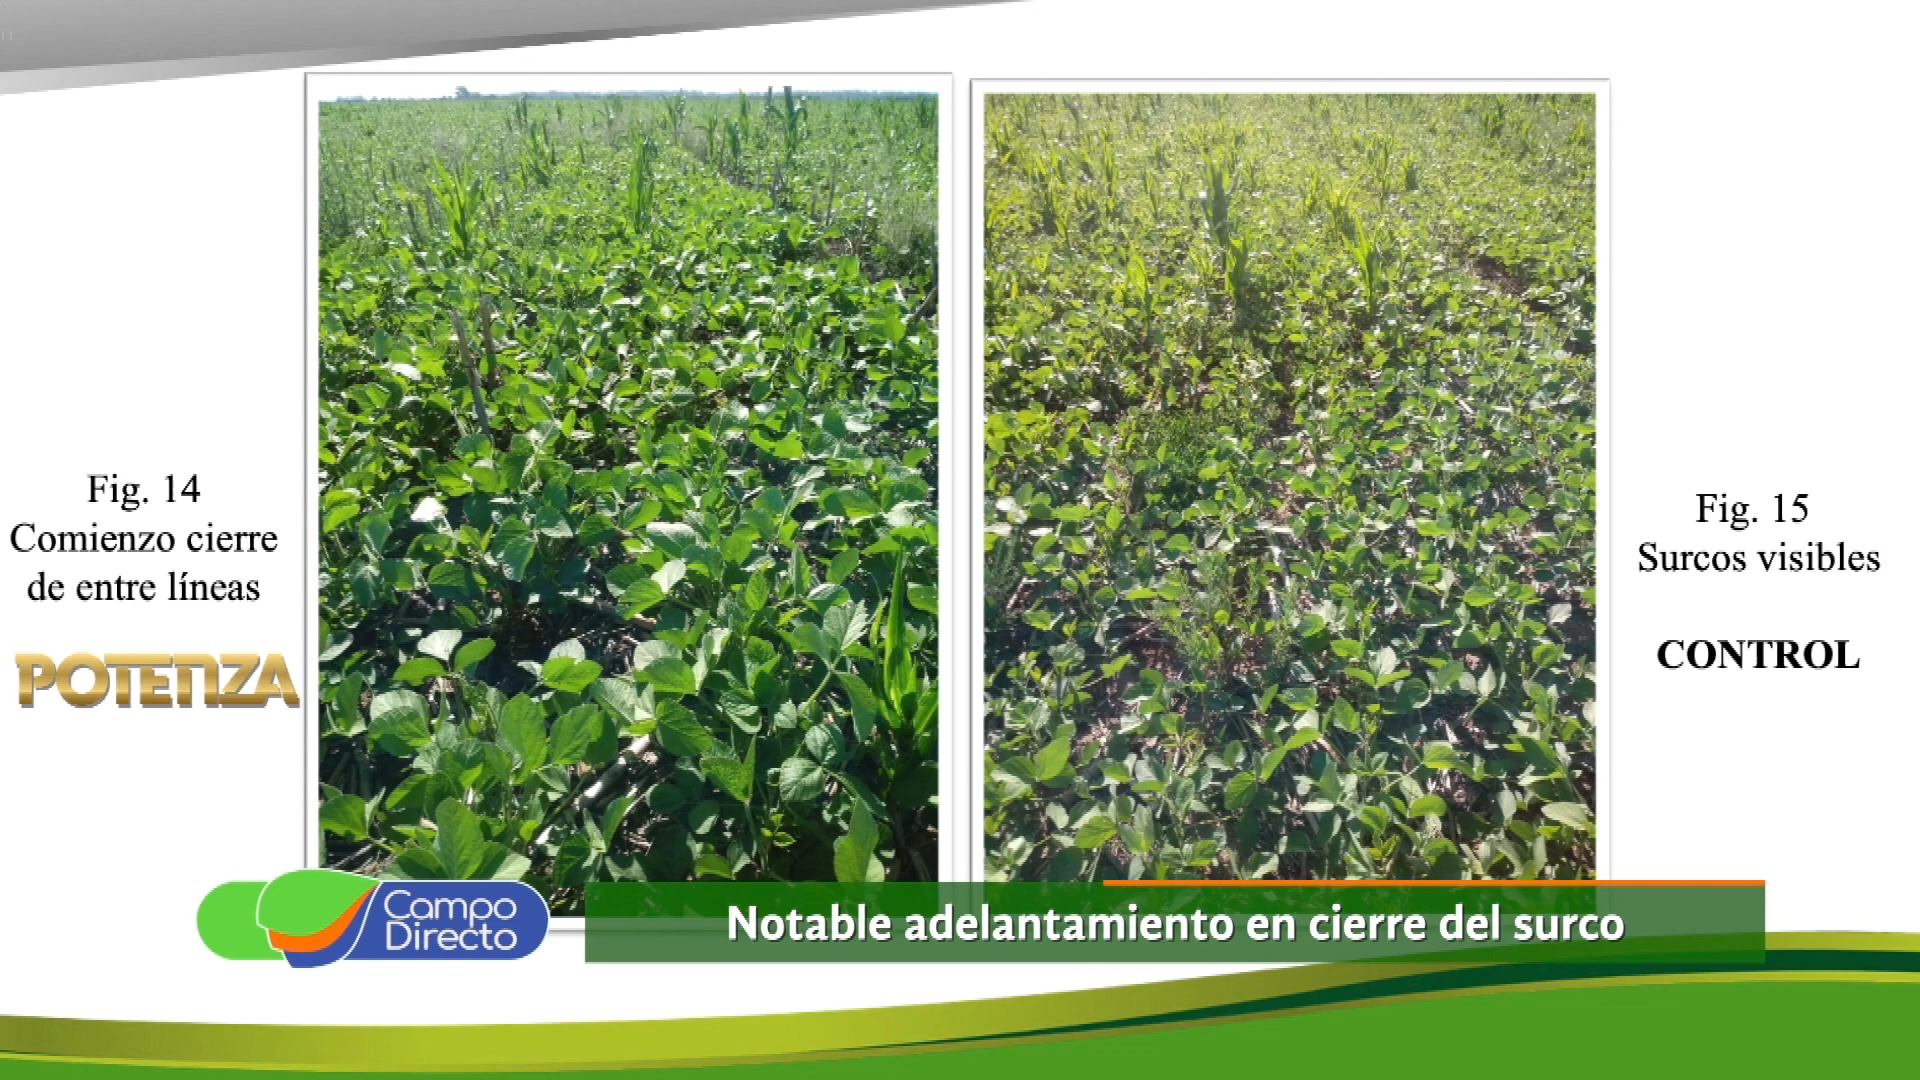 Fig. 14
Comienzo cierre
de entre líneas
POTENZA
Fig. 15
Surcos visibles
CONTROL
Campo
Directo
Notable adelantamiento en cierre del surco